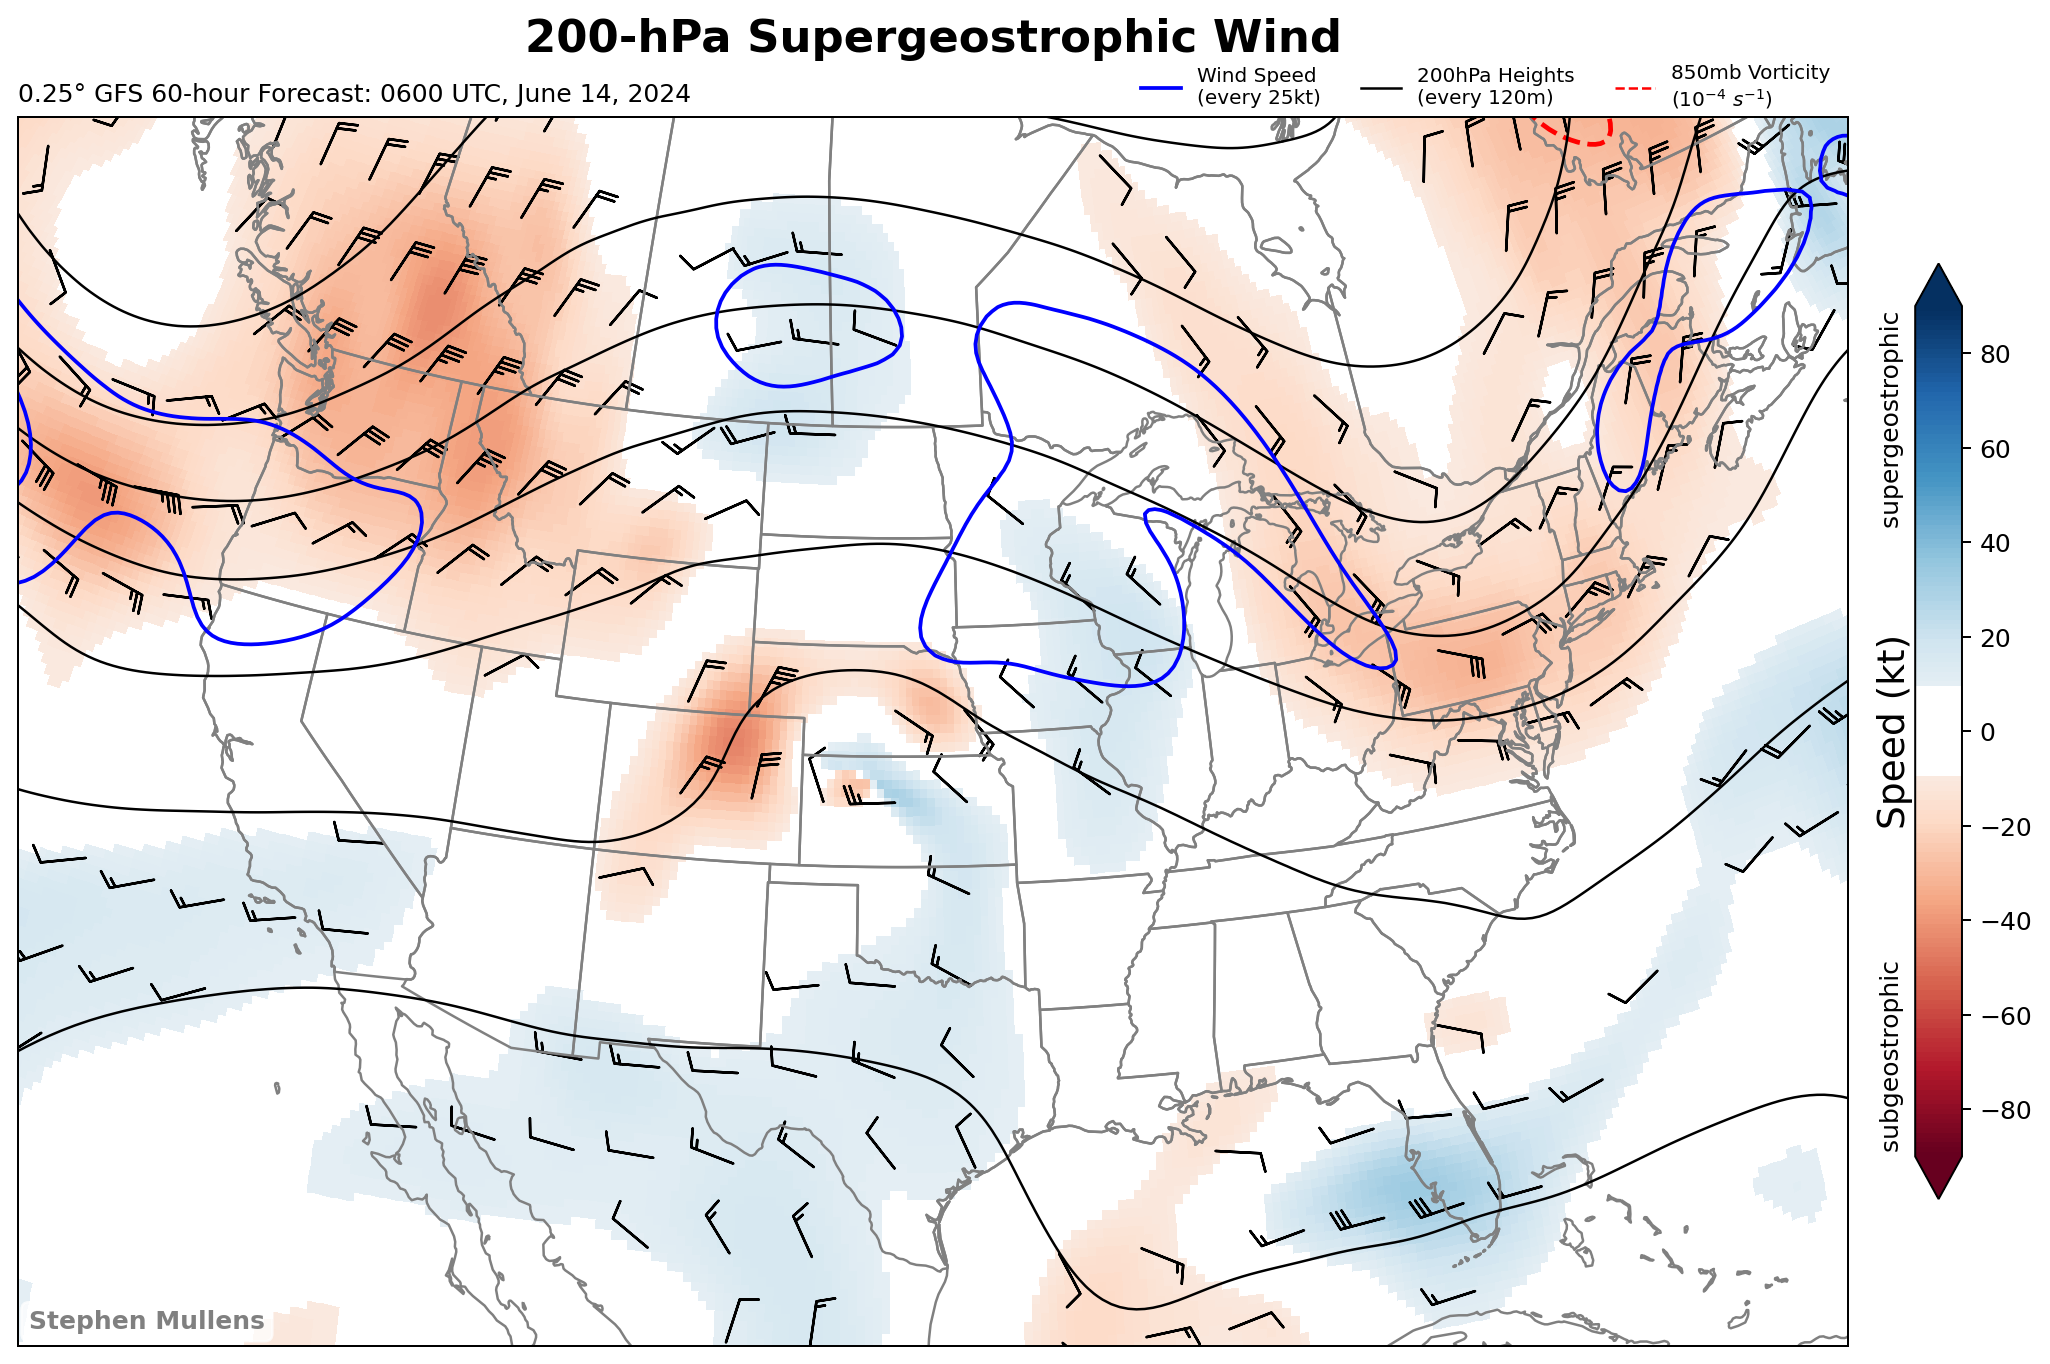 200-hPa Supergeostrophic Wind
0.25° GFS 60-hour Forecast: 0600 UTC, June 14, 2024
Wind Speed
(every 25kt)
200hPa Heights
(every 120m)
850mb Vorticity
(10⁻⁴ s⁻¹)
supergeostrophic
Speed (kt)
subgeostrophic
80
60
40
20
0
−20
−40
−60
−80
Stephen Mullens